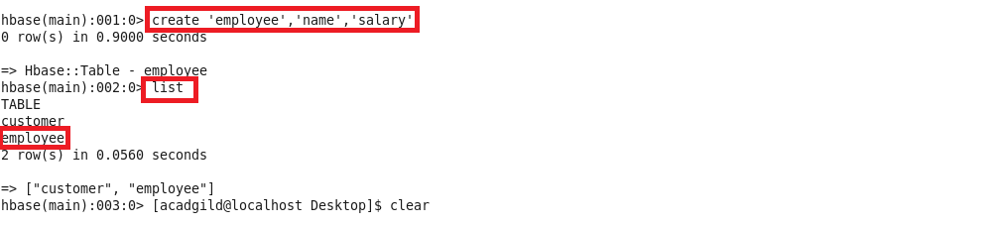 hbase(main):001:0> create 'employee','name','salary'
0 row(s) in 0.9000 seconds
=> Hbase::Table - employee
hbase(main):002:0> list
TABLE
customer
employee
2 row(s) in 0.0560 seconds
=> ["customer", "employee"]
hbase(main):003:0> [acadgild@localhost Desktop]$ clear